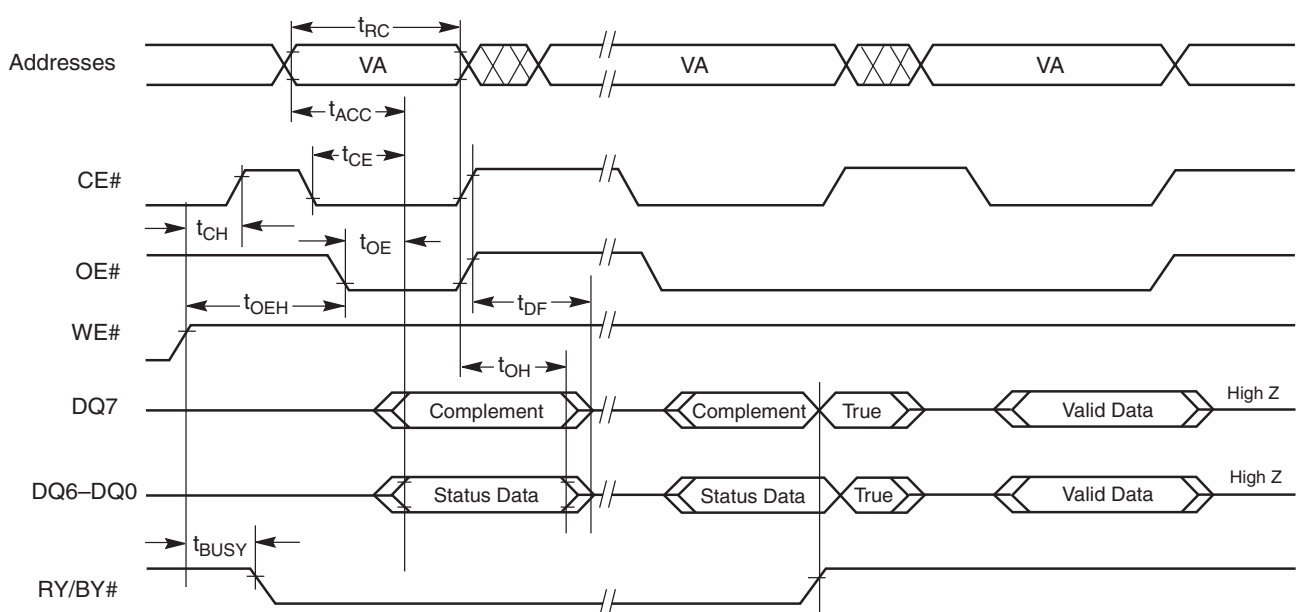 tRC
Addresses VA VA VA
tACC
tCE
CE#
tCH tOE
OE#
tOEH tDF
WE#
tOH
DQ7 Complement Complement True Valid Data High Z
DQ6–DQ0 Status Data Status Data True Valid Data High Z
tBUSY
RY/BY#